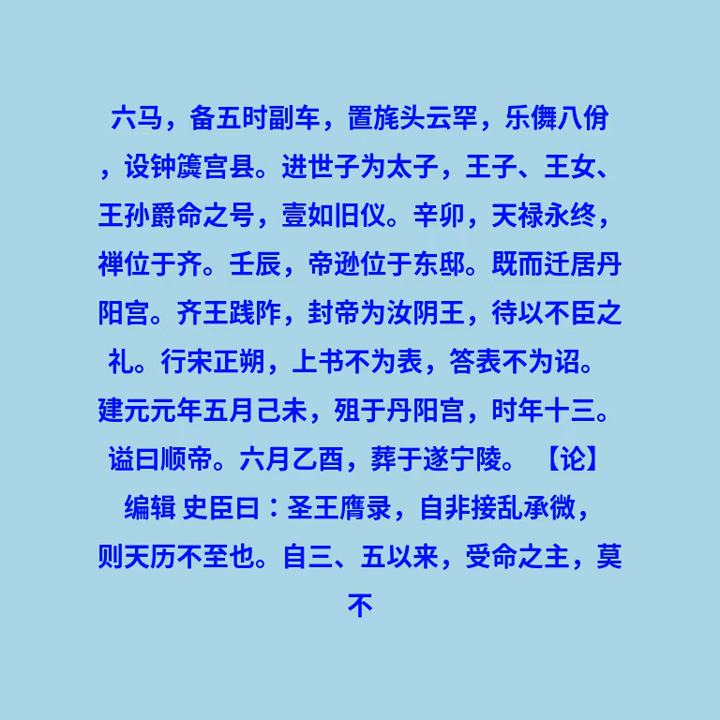 六马，备五时副车，置旄头云罕，乐儛八佾
，设钟簴宫县。进世子为太子，王子、王女、
王孙爵命之号，壹如旧仪。辛卯，天禄永终，
禅位于齐。壬辰，帝逊位于东邸。既而迁居丹
阳宫。齐王践阼，封帝为汝阴王，待以不臣之
礼。行宋正朔，上书不为表，答表不为诏。
建元元年五月己未，殂于丹阳宫，时年十三。
谥曰顺帝。六月乙酉，葬于遂宁陵。 【论】
编辑 史臣曰：圣王膺录，自非接乱承微，
则天历不至也。自三、五以来，受命之主，莫
不